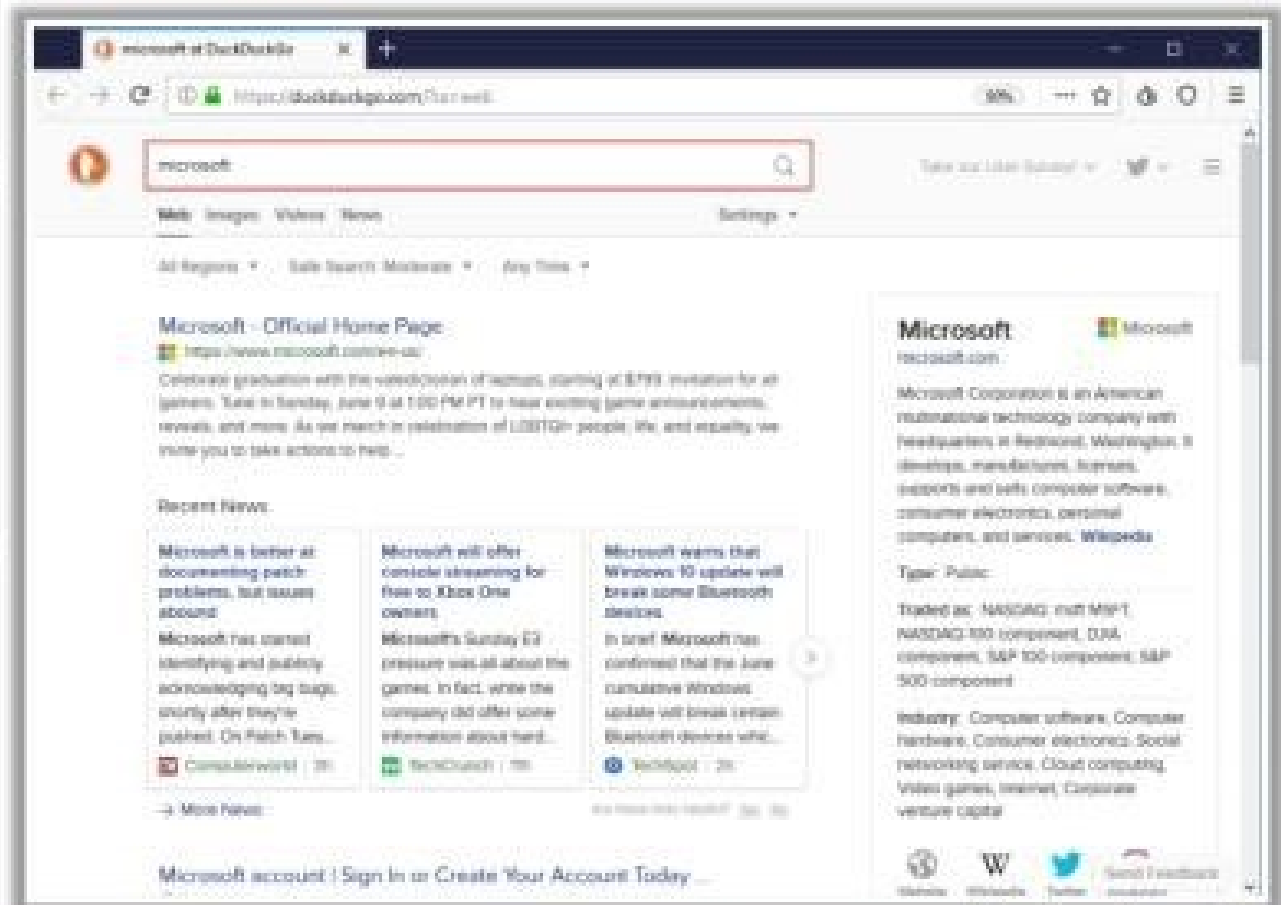 microsoft at DuckDuckGo
https://duckduckgo.com/?ia=web
90%
microsoft
Web Images Videos News Settings
All Regions Safe Search: Moderate Any Time
Microsoft - Official Home Page
https://www.microsoft.com/en-us/
Celebrate graduation with the valedictorian of laptops, starting at $799. Invitation for all
gamers. Tune in Sunday, June 9 at 1:00 PM PT to hear exciting game announcements,
reveals, and more. As we march in celebration of LGBTQI+ people, life, and equality, we
invite you to take actions to help ...
Recent News
Microsoft is better at
documenting patch
problems, but issues
abound
Microsoft has started
identifying and publicly
acknowledging big bugs,
shortly after they're
pushed. On Patch Tues...
Computerworld
Microsoft will offer
console streaming for
free to Xbox One
owners
Microsoft's Sunday E3
pressure was all about the
games. In fact, while the
company did offer some
information about hard...
TechCrunch
Microsoft warns that
Windows 10 update will
break some Bluetooth
devices
In brief: Microsoft has
confirmed that the June
cumulative Windows
update will break certain
Bluetooth devices whic...
TechSpot
→ More News
Microsoft account | Sign In or Create Your Account Today ...
Microsoft
Microsoft
microsoft.com
Microsoft Corporation is an American
multinational technology company with
headquarters in Redmond, Washington. It
develops, manufactures, licenses,
supports and sells computer software,
consumer electronics, personal
computers, and services. Wikipedia
Type: Public
Traded as: NASDAQ: msft MSFT,
NASDAQ-100 component, DJIA
component, S&P 100 component, S&P
500 component
Industry: Computer software, Computer
hardware, Consumer electronics, Social
networking service, Cloud computing,
Video games, Internet, Corporate
venture capital
W
Website Wikipedia Twitter
Send Feedback